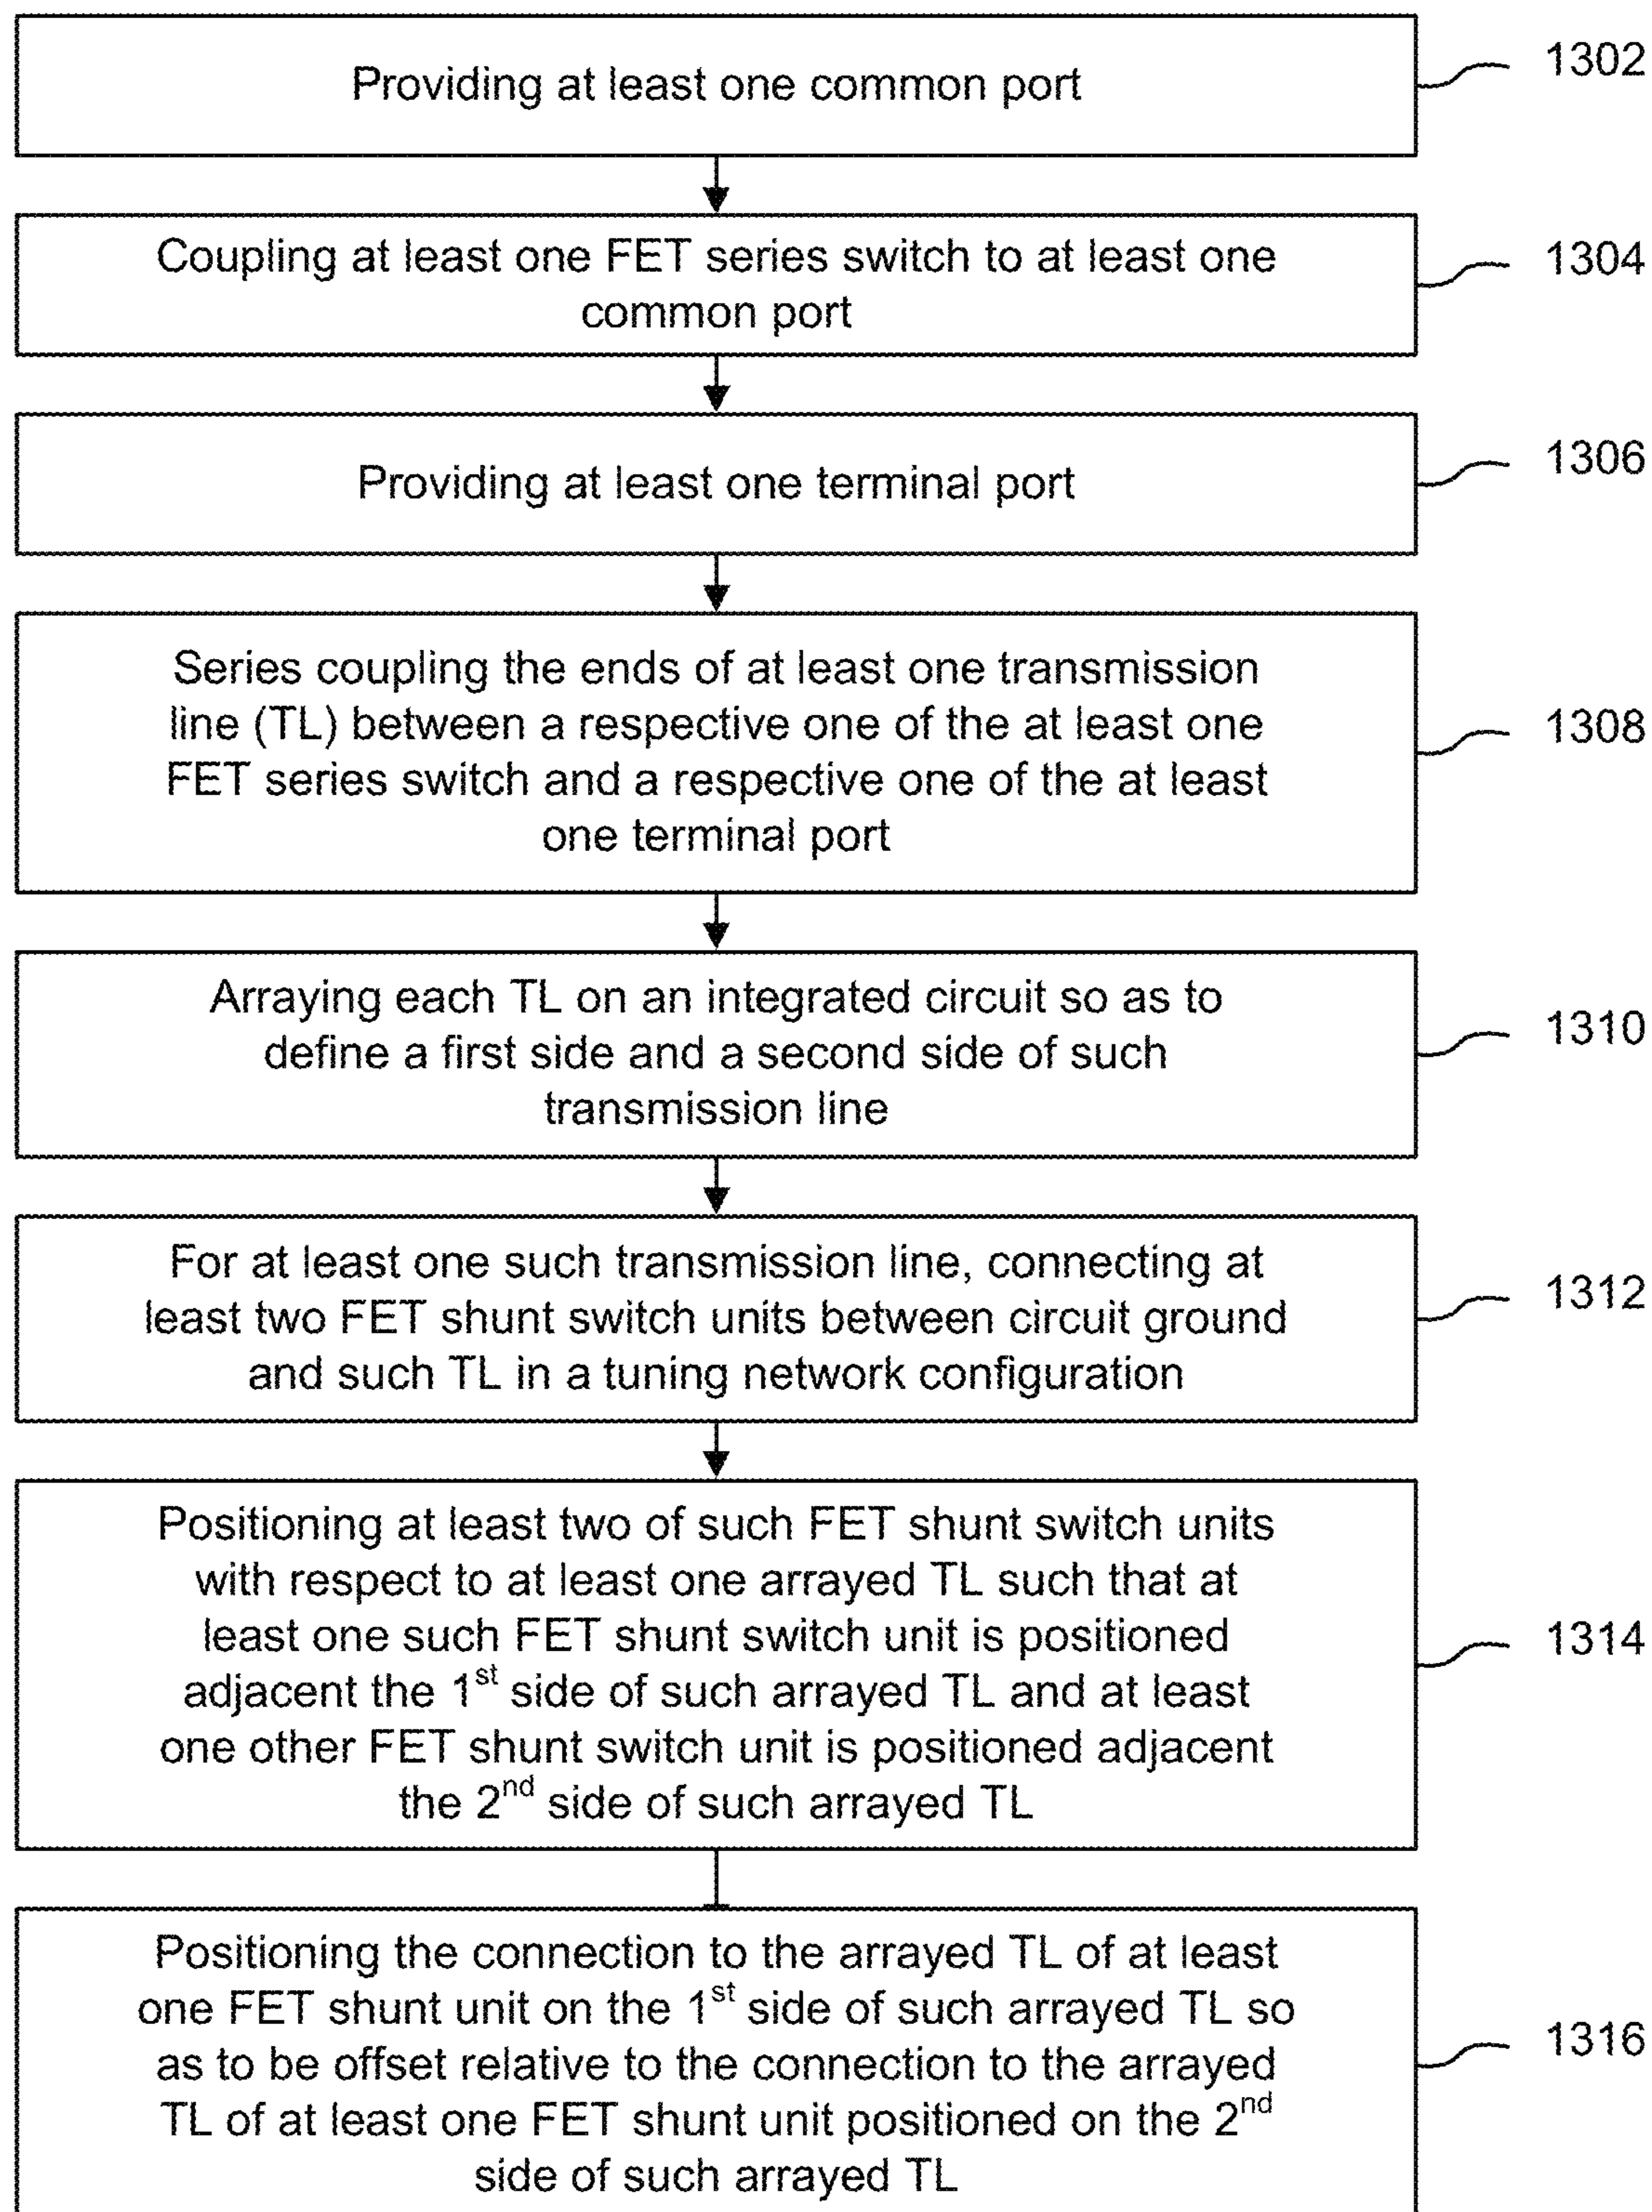 Providing at least one common port
1302
Coupling at least one FET series switch to at least one
common port
1304
Providing at least one terminal port
1306
Series coupling the ends of at least one transmission
line (TL) between a respective one of the at least one
FET series switch and a respective one of the at least
one terminal port
1308
Arraying each TL on an integrated circuit so as to
define a first side and a second side of such
transmission line
1310
For at least one such transmission line, connecting at
least two FET shunt switch units between circuit ground
and such TL in a tuning network configuration
1312
Positioning at least two of such FET shunt switch units
with respect to at least one arrayed TL such that at
least one such FET shunt switch unit is positioned
adjacent the 1st side of such arrayed TL and at least
one other FET shunt switch unit is positioned adjacent
the 2nd side of such arrayed TL
1314
Positioning the connection to the arrayed TL of at least
one FET shunt unit on the 1st side of such arrayed TL so
as to be offset relative to the connection to the arrayed
TL of at least one FET shunt unit positioned on the 2nd
side of such arrayed TL
1316